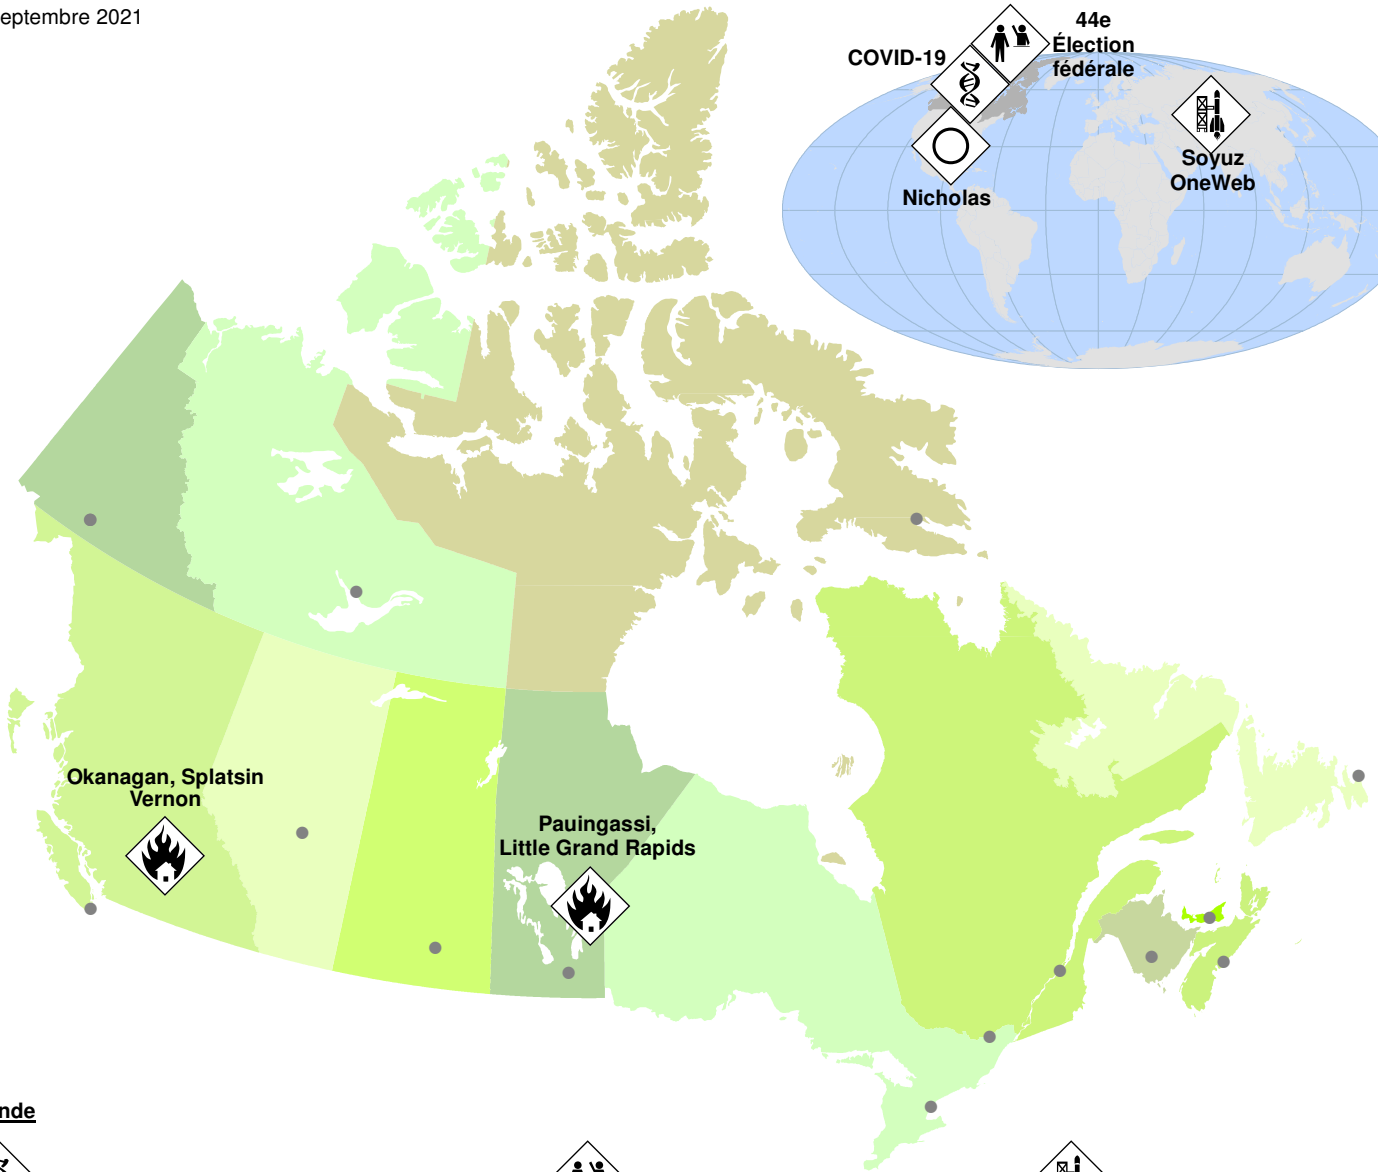 eptembre 2021
44e
Élection
fédérale
COVID-19
Soyuz
OneWeb
Nicholas
Okanagan, Splatsin
Vernon
Pauingassi,
Little Grand Rapids
nde